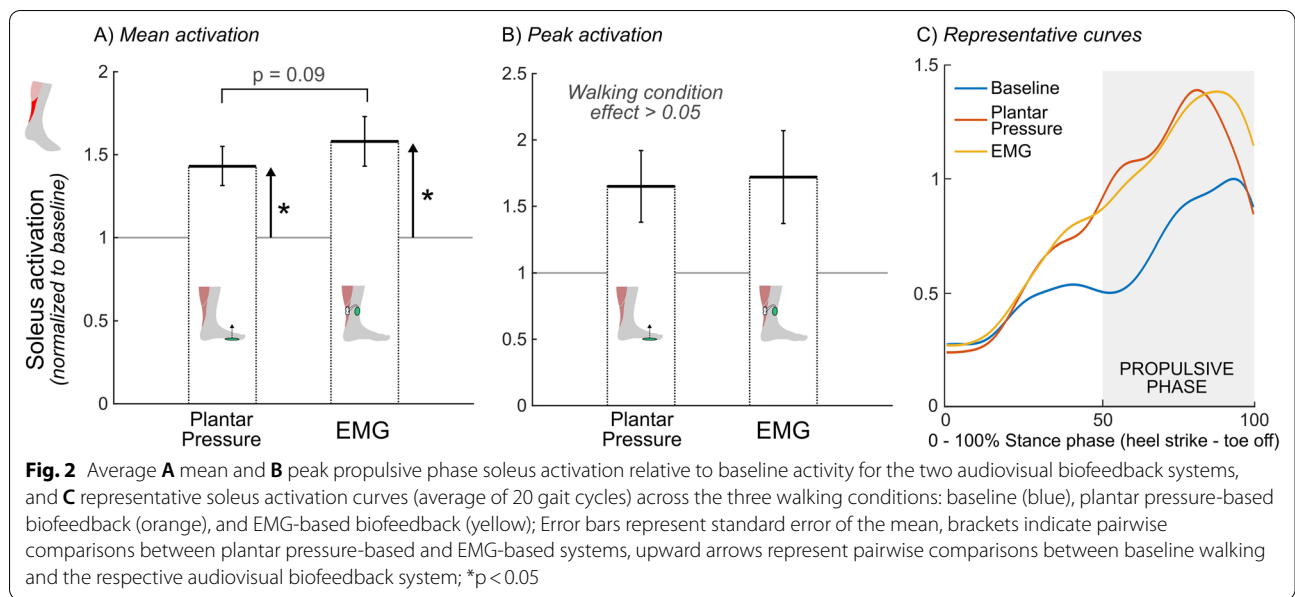 A) Mean activation
2
1.5
1
0.5
0
Soleus activation
(normalized to baseline)
p = 0.09
*
*
Plantar
Pressure
EMG
B) Peak activation
2.5
2
1.5
1
0.5
0
Walking condition
effect > 0.05
Plantar
Pressure
EMG
C) Representative curves
1.5
1
0.5
0
Baseline
Plantar
Pressure
EMG
PROPULSIVE
PHASE
0
50
100
0 - 100% Stance phase (heel strike - toe off)
Fig. 2 Average A mean and B peak propulsive phase soleus activation relative to baseline activity for the two audiovisual biofeedback systems,
and C representative soleus activation curves (average of 20 gait cycles) across the three walking conditions: baseline (blue), plantar pressure-based
biofeedback (orange), and EMG-based biofeedback (yellow); Error bars represent standard error of the mean, brackets indicate pairwise
comparisons between plantar pressure-based and EMG-based systems, upward arrows represent pairwise comparisons between baseline walking
and the respective audiovisual biofeedback system; *p < 0.05